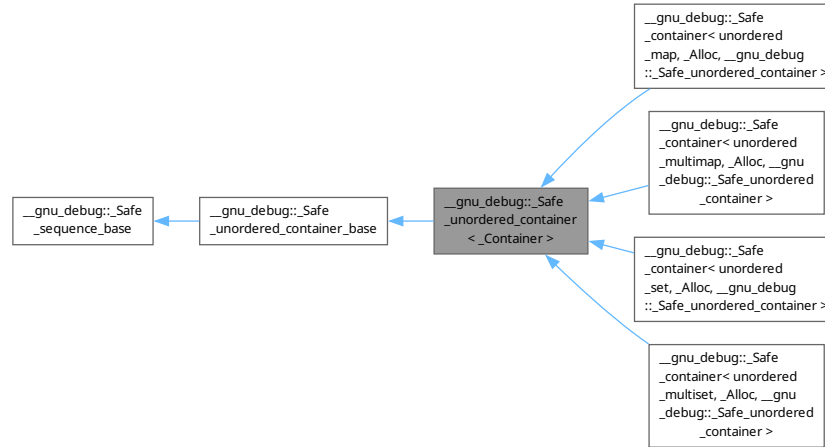 __gnu_debug::_Safe
_sequence_base
__gnu_debug::_Safe
_unordered_container_base
__gnu_debug::_Safe
_unordered_container
< _Container >
__gnu_debug::_Safe
_container< unordered
_map, _Alloc, __gnu_debug
::_Safe_unordered_container >
__gnu_debug::_Safe
_container< unordered
_multimap, _Alloc, __gnu
_debug::_Safe_unordered
_container >
__gnu_debug::_Safe
_container< unordered
_set, _Alloc, __gnu_debug
::_Safe_unordered_container >
__gnu_debug::_Safe
_container< unordered
_multiset, _Alloc, __gnu
_debug::_Safe_unordered
_container >